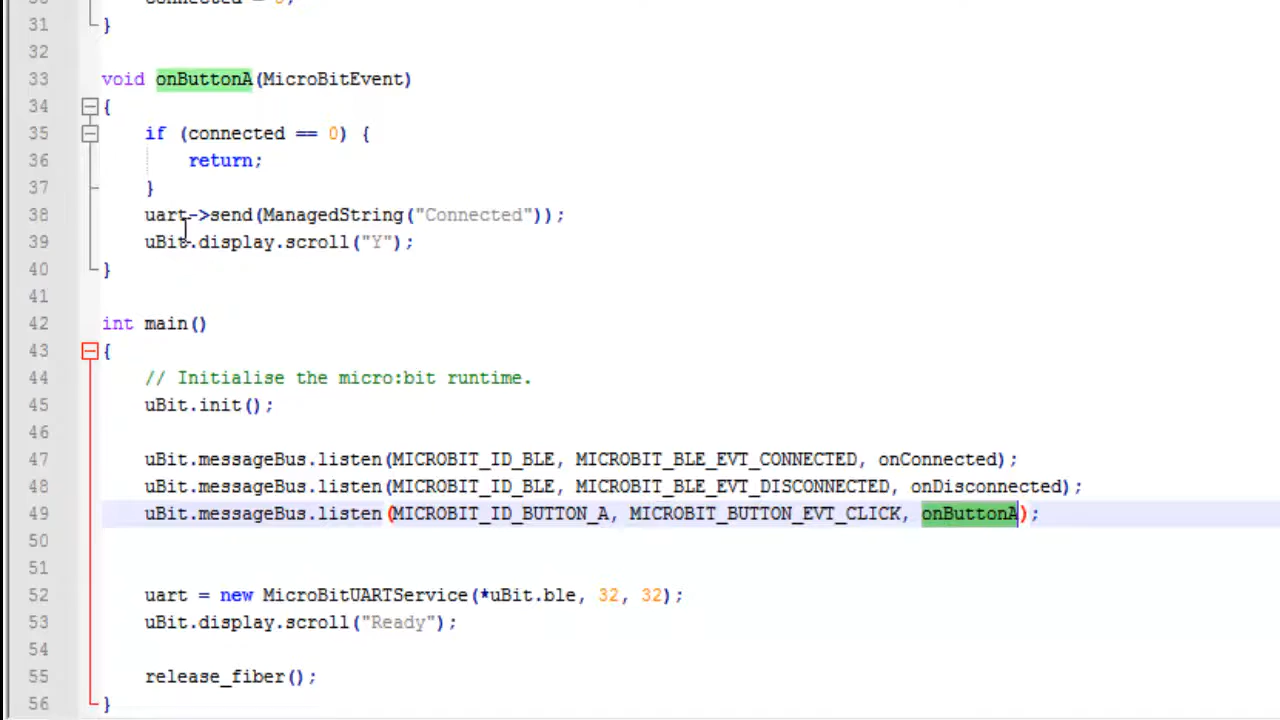 connected = 0;
31 }
32
33 void onButtonA(MicroBitEvent)
34 {
35 if (connected == 0) {
36 return;
37 }
38 uart->send(ManagedString("Connected"));
39 uBit.display.scroll("Y");
40 }
41
42 int main()
43 {
44 // Initialise the micro:bit runtime.
45 uBit.init();
46
47 uBit.messageBus.listen(MICROBIT_ID_BLE, MICROBIT_BLE_EVT_CONNECTED, onConnected);
48 uBit.messageBus.listen(MICROBIT_ID_BLE, MICROBIT_BLE_EVT_DISCONNECTED, onDisconnected);
49 uBit.messageBus.listen(MICROBIT_ID_BUTTON_A, MICROBIT_BUTTON_EVT_CLICK, onButtonA);
50
51
52 uart = new MicroBitUARTService(*uBit.ble, 32, 32);
53 uBit.display.scroll("Ready");
54
55 release_fiber();
56 }